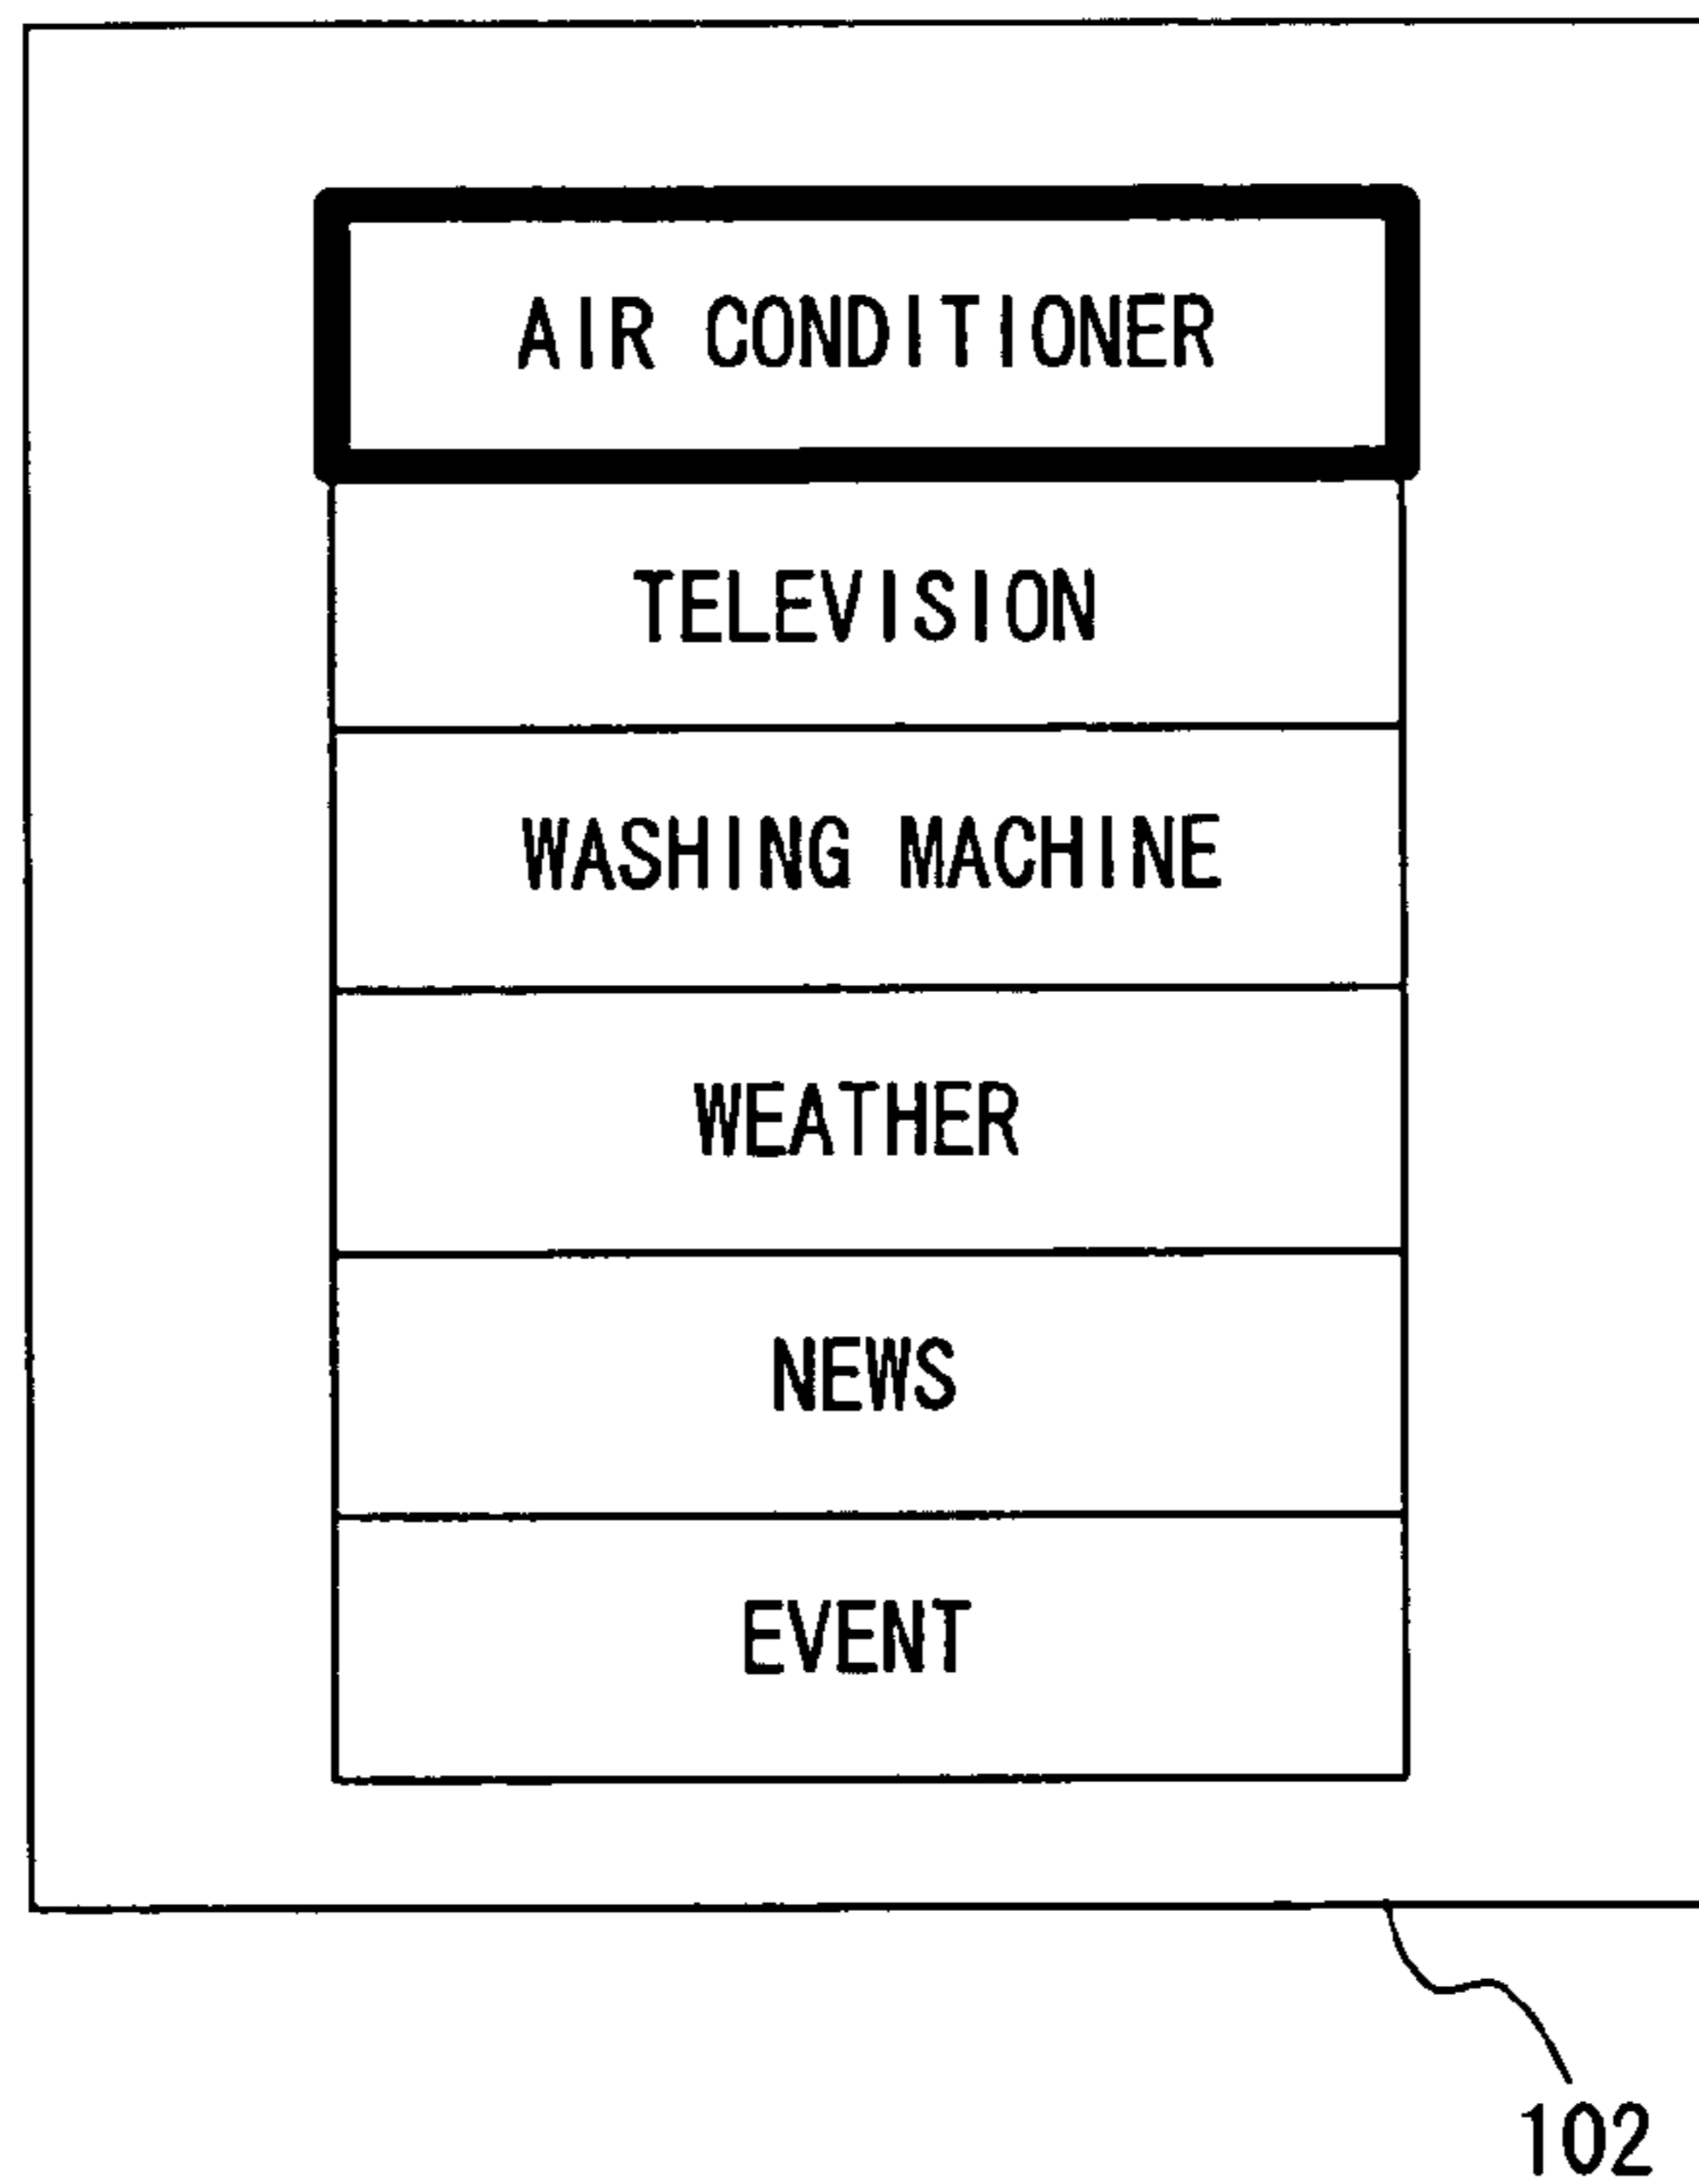 AIR CONDITIONER
TELEVISION
WASHING MACHINE
WEATHER
NEWS
EVENT
102